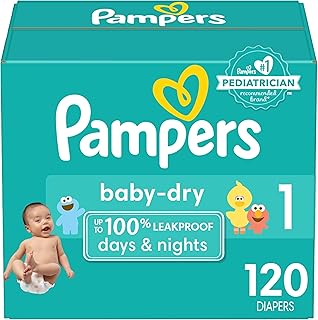 Pampers
Pampers #1
PEDIATRICIAN
recommended
brand
Pampers
baby-dry
1
UP TO 100% LEAKPROOF
days & nights
120
DIAPERS